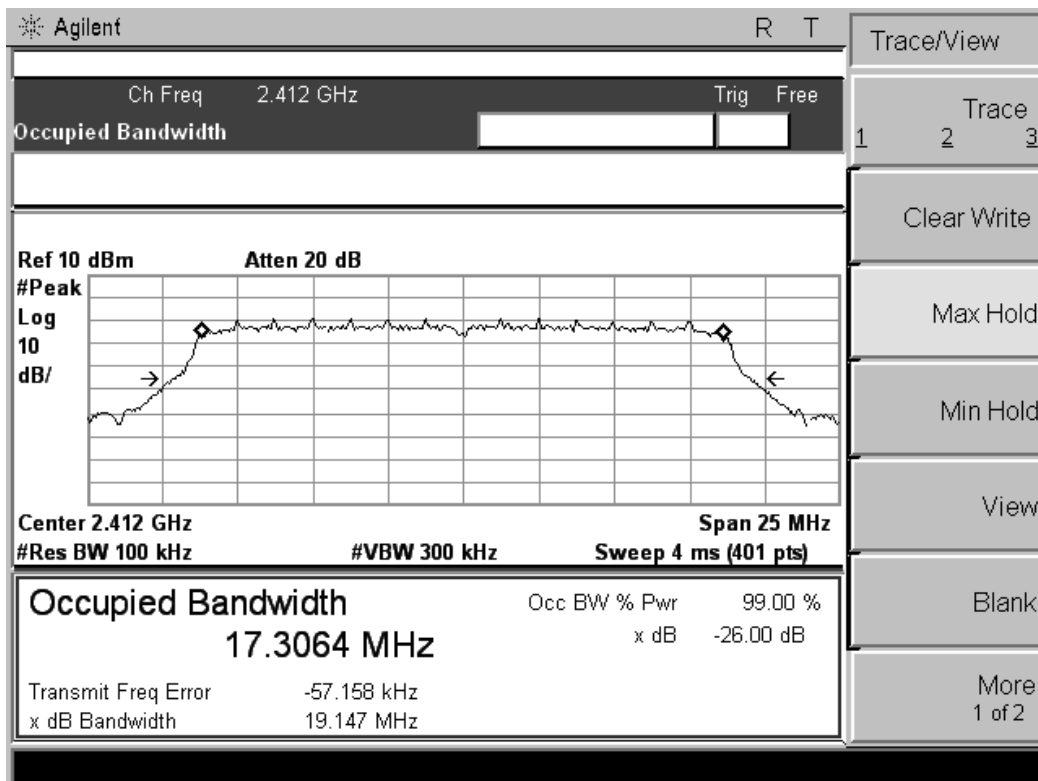 Agilent R T
Ch Freq 2.412 GHz Trig Free
Occupied Bandwidth
Ref 10 dBm Atten 20 dB
#Peak
Log
10
dB/
Center 2.412 GHz Span 25 MHz
#Res BW 100 kHz #VBW 300 kHz Sweep 4 ms (401 pts)
Occupied Bandwidth
17.3064 MHz
Occ BW % Pwr 99.00 %
x dB -26.00 dB
Transmit Freq Error -57.158 kHz
x dB Bandwidth 19.147 MHz
Trace/View
Trace
1 2 3
Clear Write
Max Hold
Min Hold
View
Blank
More
1 of 2